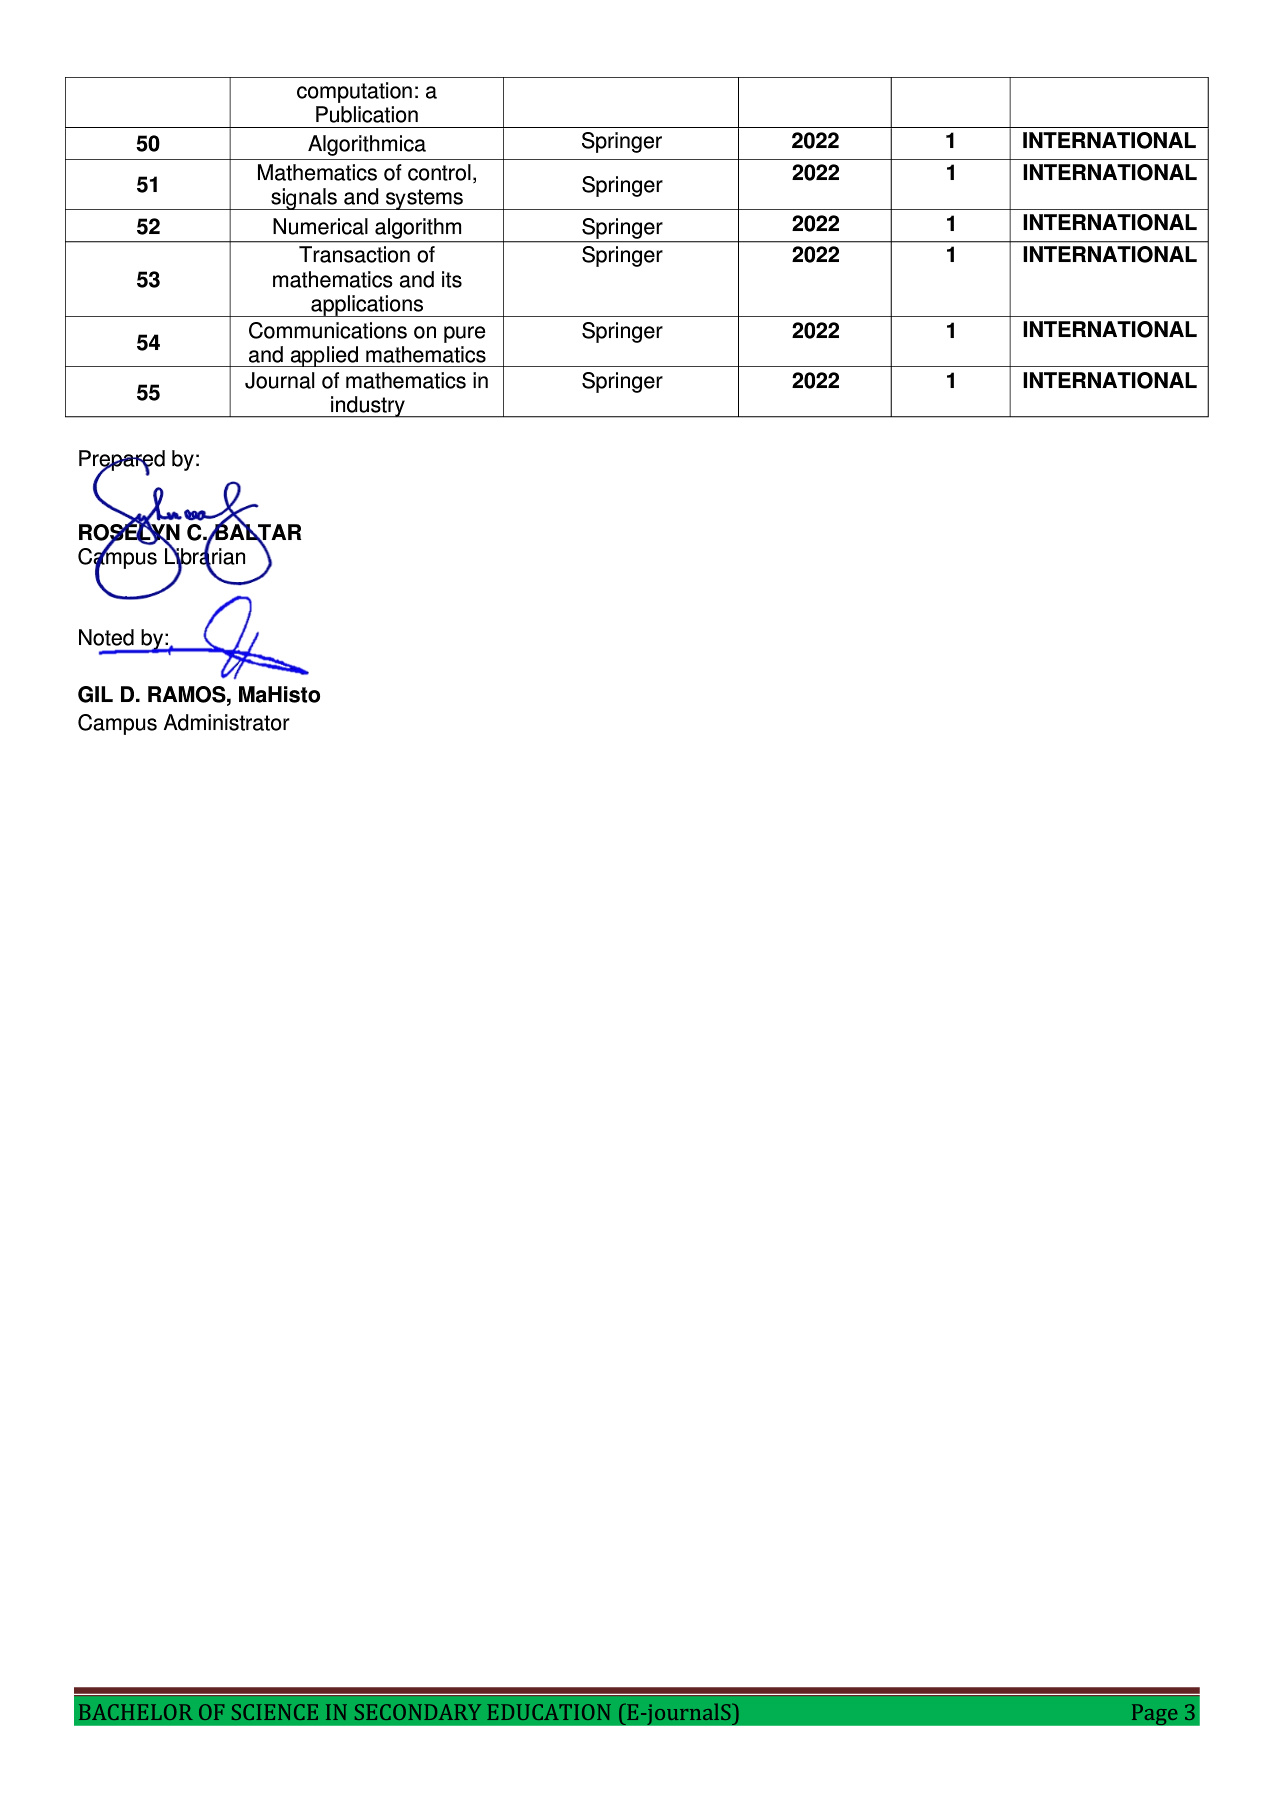 computation: a
Publication
50 Algorithmica Springer 2022 1 INTERNATIONAL
51 Mathematics of control, signals and systems Springer 2022 1 INTERNATIONAL
52 Numerical algorithm Springer 2022 1 INTERNATIONAL
53 Transaction of mathematics and its applications Springer 2022 1 INTERNATIONAL
54 Communications on pure and applied mathematics Springer 2022 1 INTERNATIONAL
55 Journal of mathematics in industry Springer 2022 1 INTERNATIONAL
Prepared by:
ROSELYN C. BALTAR
Campus Librarian
Noted by:
GIL D. RAMOS, MaHisto
Campus Administrator
BACHELOR OF SCIENCE IN SECONDARY EDUCATION (E-journalS) Page 3